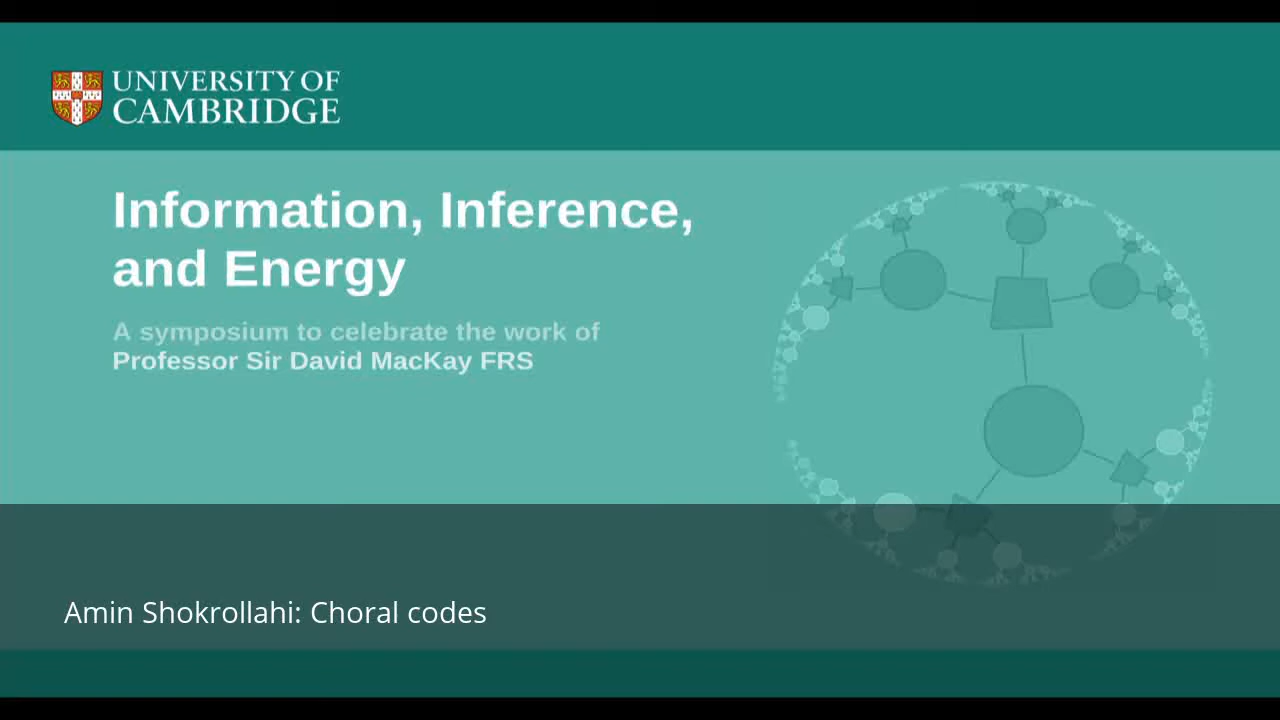 UNIVERSITY OF
CAMBRIDGE
Information, Inference,
and Energy
A symposium to celebrate the work of
Professor Sir David MacKay FRS
Amin Shokrollahi: Choral codes